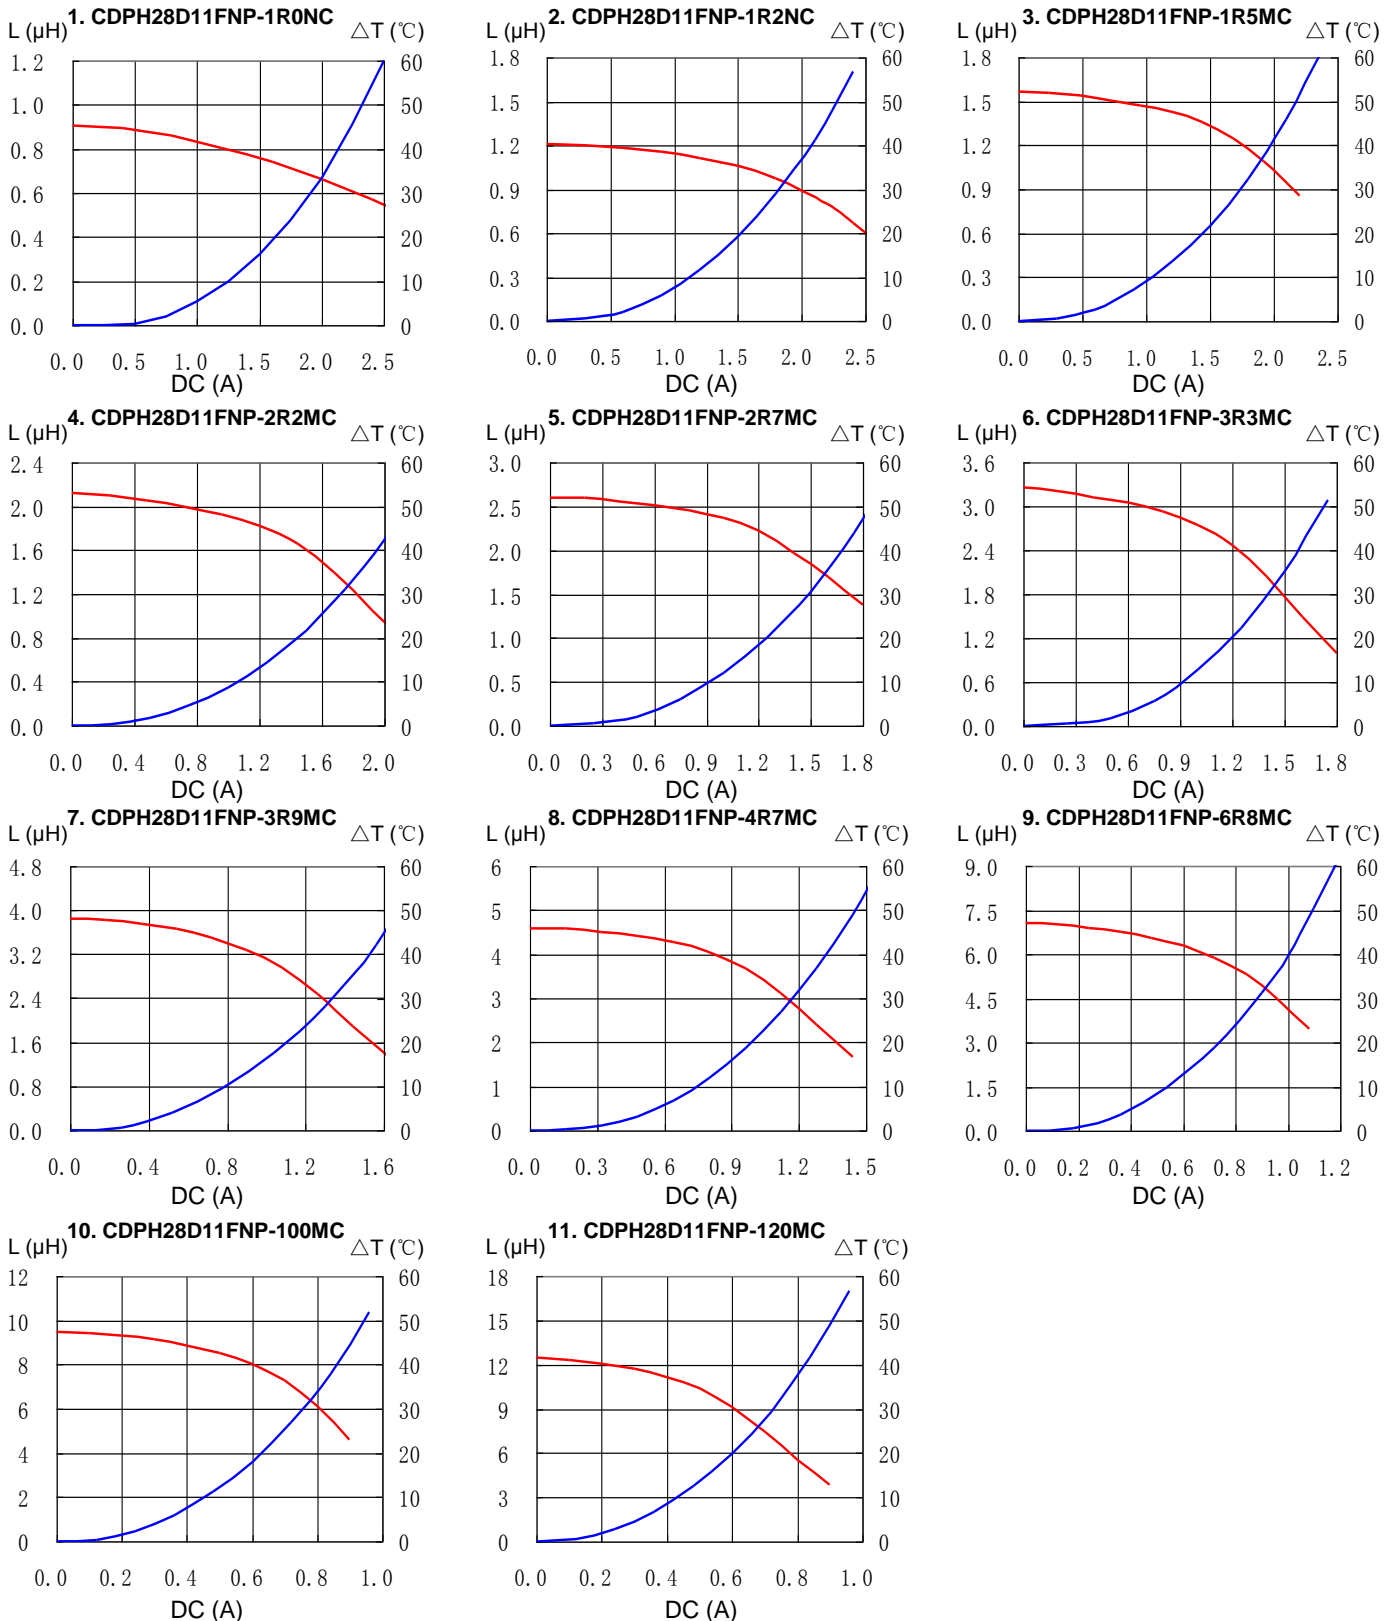 1. CDPH28D11FNP-1R0NC
L (μH) △T (℃)
1.2 60
1.0 50
0.8 40
0.6 30
0.4 20
0.2 10
0.0 0
0.0 0.5 1.0 1.5 2.0 2.5
DC (A)
2. CDPH28D11FNP-1R2NC
L (μH) △T (℃)
1.8 60
1.5 50
1.2 40
0.9 30
0.6 20
0.3 10
0.0 0
0.0 0.5 1.0 1.5 2.0 2.5
DC (A)
3. CDPH28D11FNP-1R5MC
L (μH) △T (℃)
1.8 60
1.5 50
1.2 40
0.9 30
0.6 20
0.3 10
0.0 0
0.0 0.5 1.0 1.5 2.0 2.5
DC (A)
4. CDPH28D11FNP-2R2MC
L (μH) △T (℃)
2.4 60
2.0 50
1.6 40
1.2 30
0.8 20
0.4 10
0.0 0
0.0 0.4 0.8 1.2 1.6 2.0
DC (A)
5. CDPH28D11FNP-2R7MC
L (μH) △T (℃)
3.0 60
2.5 50
2.0 40
1.5 30
1.0 20
0.5 10
0.0 0
0.0 0.3 0.6 0.9 1.2 1.5 1.8
DC (A)
6. CDPH28D11FNP-3R3MC
L (μH) △T (℃)
3.6 60
3.0 50
2.4 40
1.8 30
1.2 20
0.6 10
0.0 0
0.0 0.3 0.6 0.9 1.2 1.5 1.8
DC (A)
7. CDPH28D11FNP-3R9MC
L (μH) △T (℃)
4.8 60
4.0 50
3.2 40
2.4 30
1.6 20
0.8 10
0.0 0
0.0 0.4 0.8 1.2 1.6
DC (A)
8. CDPH28D11FNP-4R7MC
L (μH) △T (℃)
6 60
5 50
4 40
3 30
2 20
1 10
0 0
0.0 0.3 0.6 0.9 1.2 1.5
DC (A)
9. CDPH28D11FNP-6R8MC
L (μH) △T (℃)
9.0 60
7.5 50
6.0 40
4.5 30
3.0 20
1.5 10
0.0 0
0.0 0.2 0.4 0.6 0.8 1.0 1.2
DC (A)
10. CDPH28D11FNP-100MC
L (μH) △T (℃)
12 60
10 50
8 40
6 30
4 20
2 10
0 0
0.0 0.2 0.4 0.6 0.8 1.0
DC (A)
11. CDPH28D11FNP-120MC
L (μH) △T (℃)
18 60
15 50
12 40
9 30
6 20
3 10
0 0
0.0 0.2 0.4 0.6 0.8 1.0
DC (A)